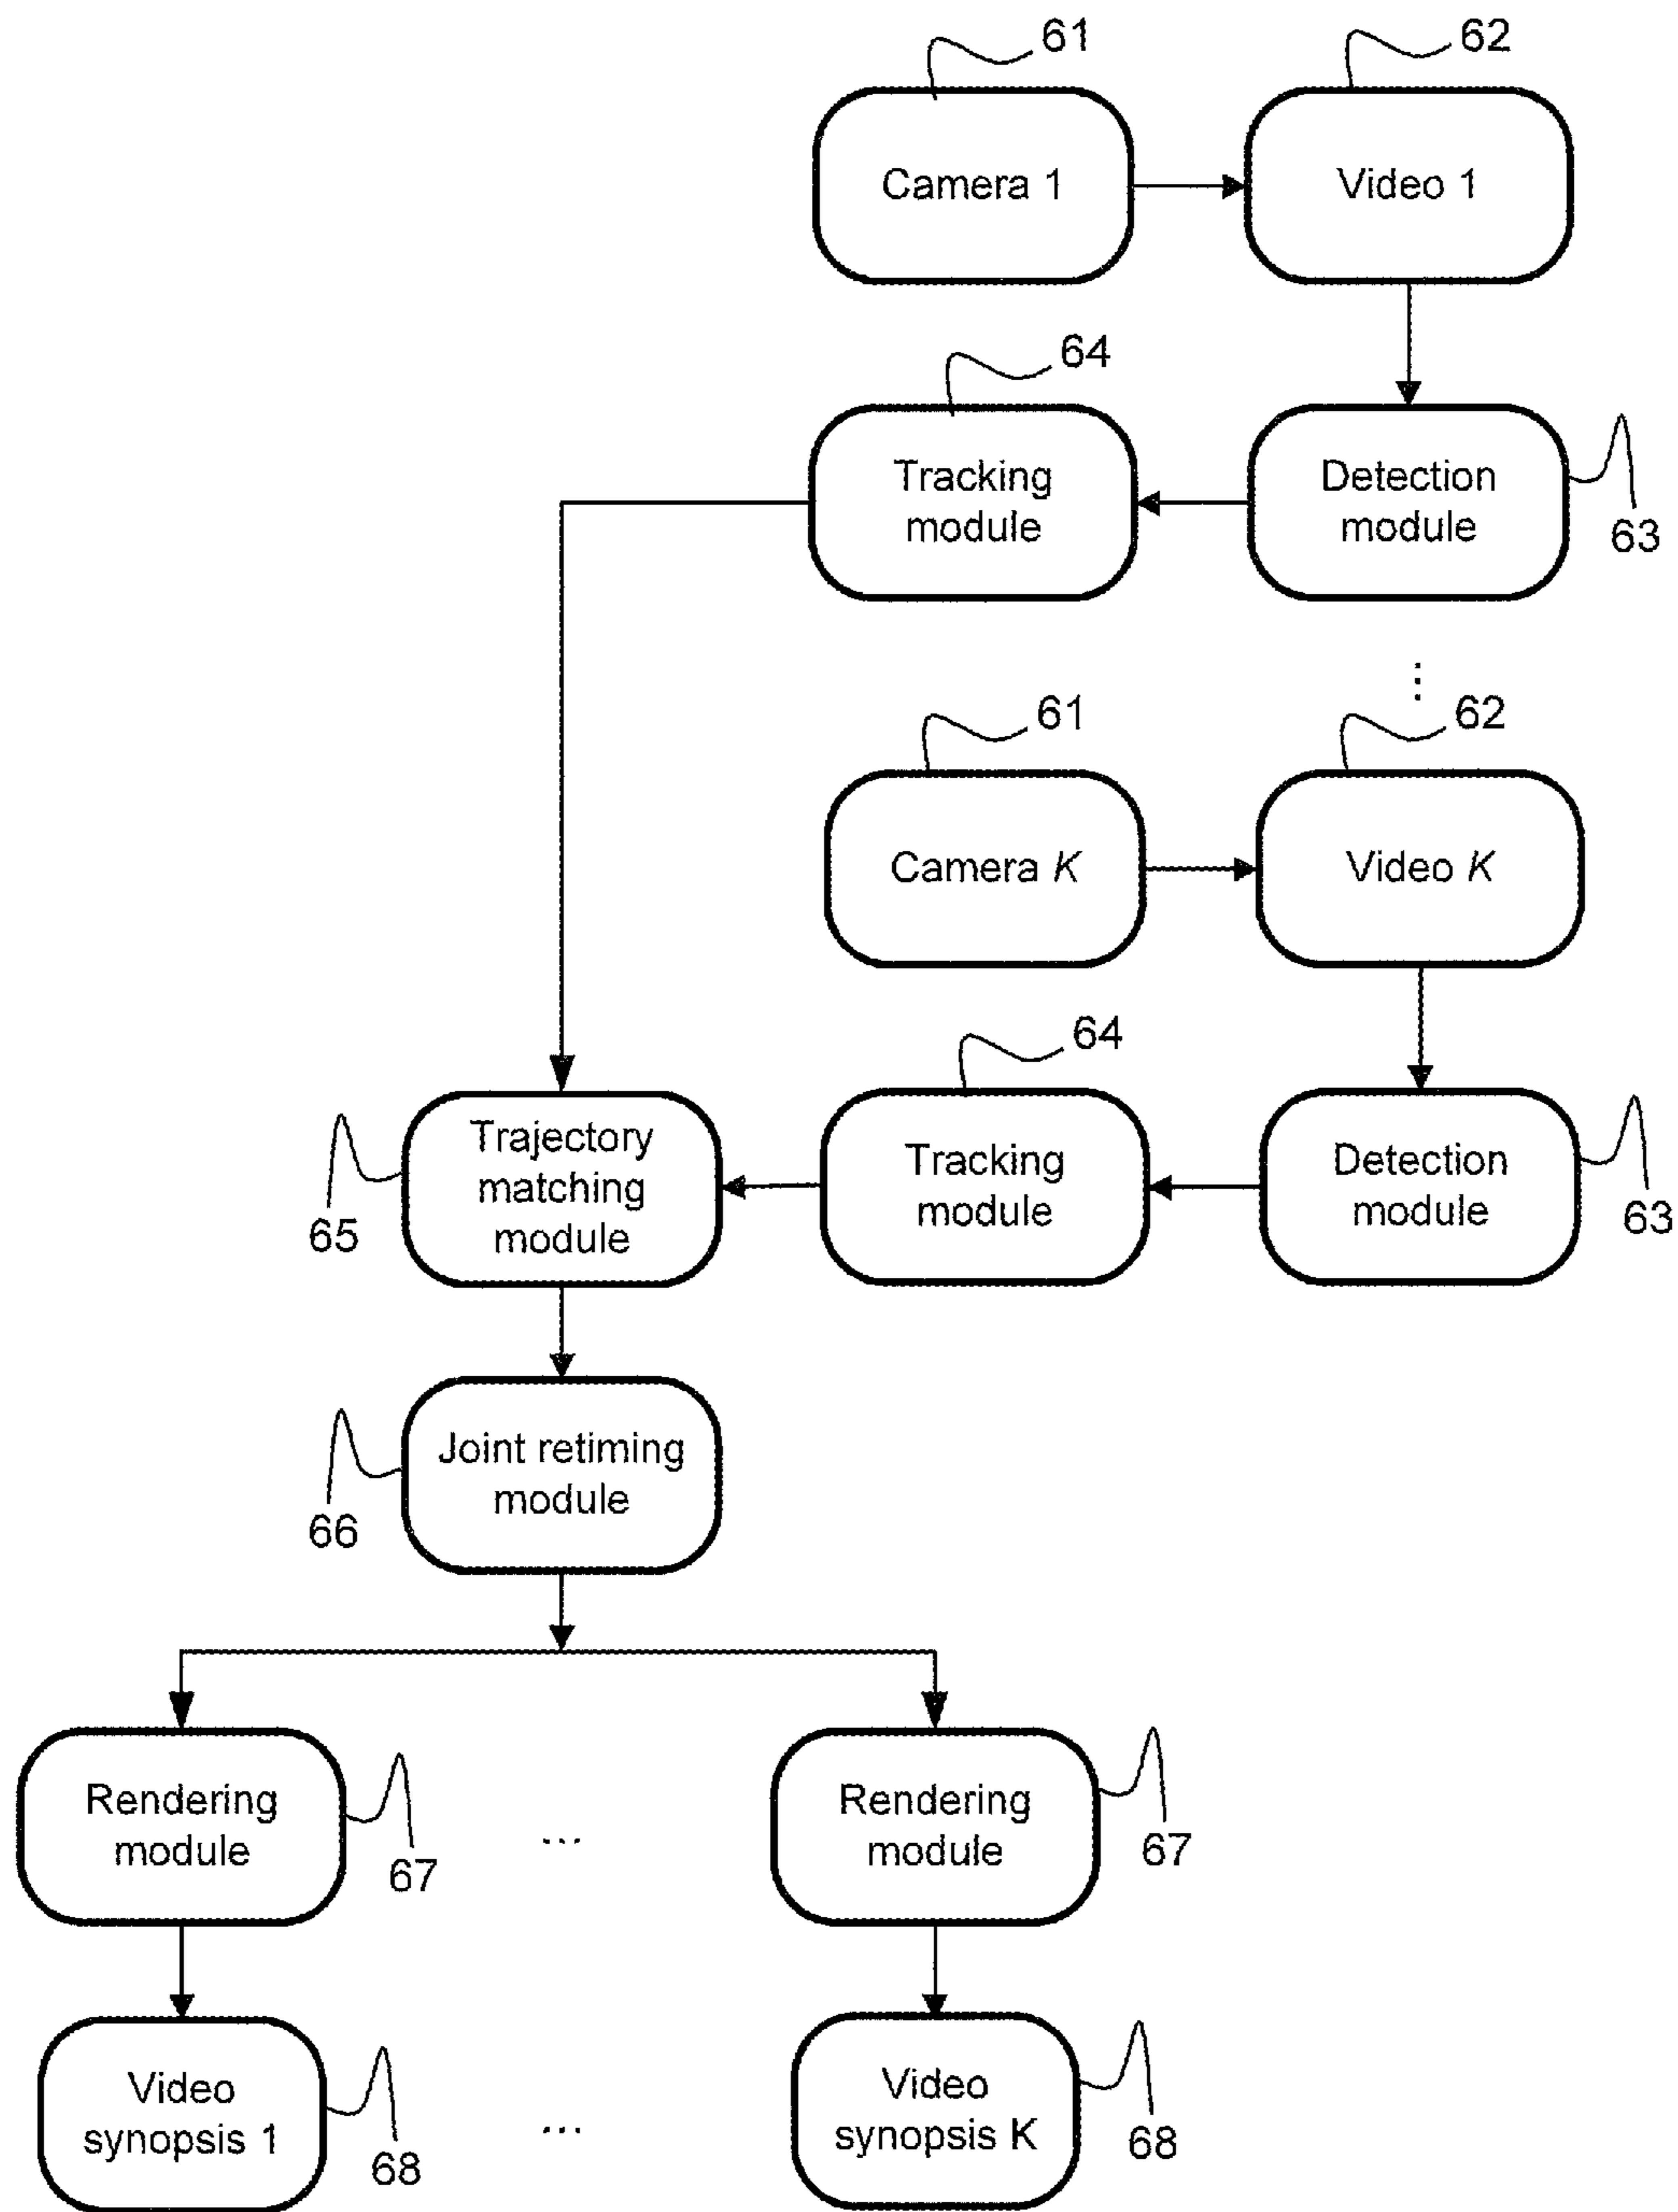 61
62
Camera 1
Video 1
64
Tracking
module
Detection
module
63
⋮
61
62
Camera K
Video K
64
Trajectory
matching
module
65
Tracking
module
Detection
module
63
Joint retiming
module
66
Rendering
module
67
...
Rendering
module
67
Video
synopsis 1
68
...
Video
synopsis K
68